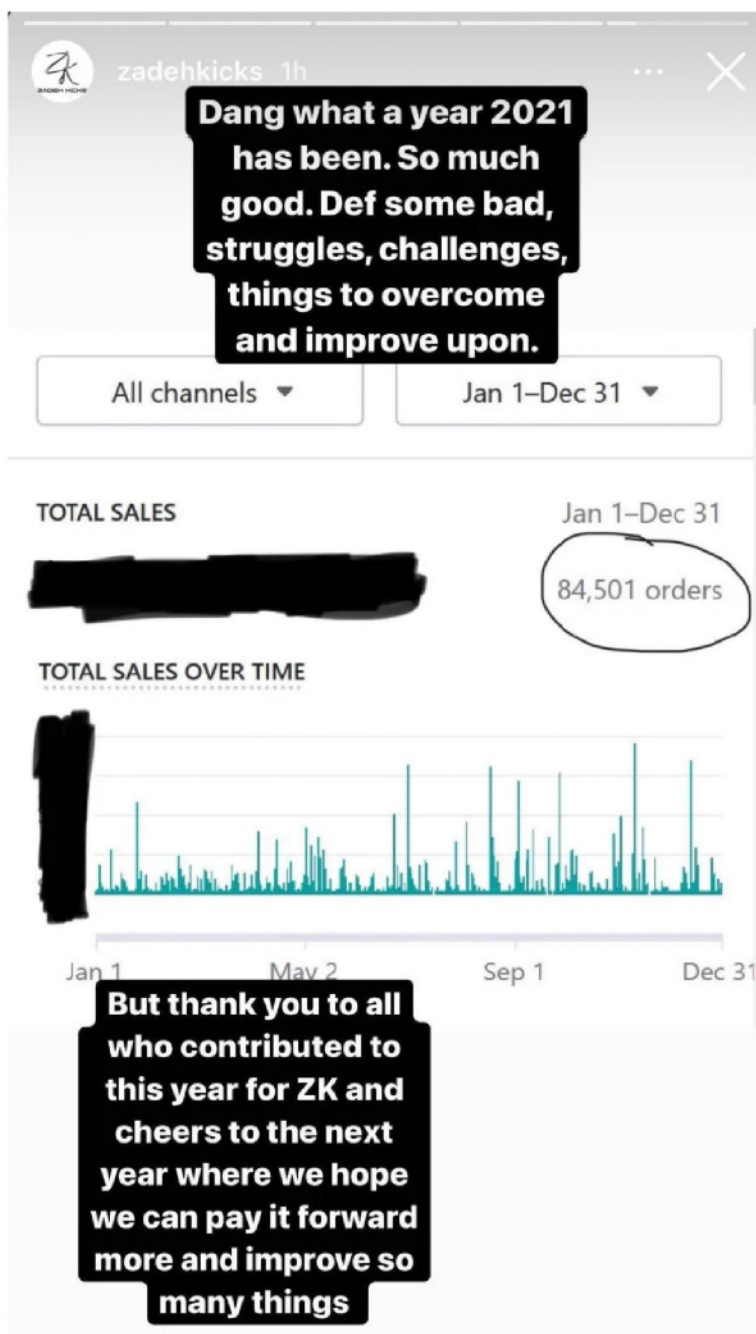 ZK
ZADEH KICKS
zadehkicks 1h
Dang what a year 2021
has been. So much
good. Def some bad,
struggles, challenges,
things to overcome
and improve upon.
All channels
Jan 1–Dec 31
TOTAL SALES
Jan 1–Dec 31
84,501 orders
TOTAL SALES OVER TIME
Jan 1
May 2
Sep 1
Dec 31
But thank you to all
who contributed to
this year for ZK and
cheers to the next
year where we hope
we can pay it forward
more and improve so
many things